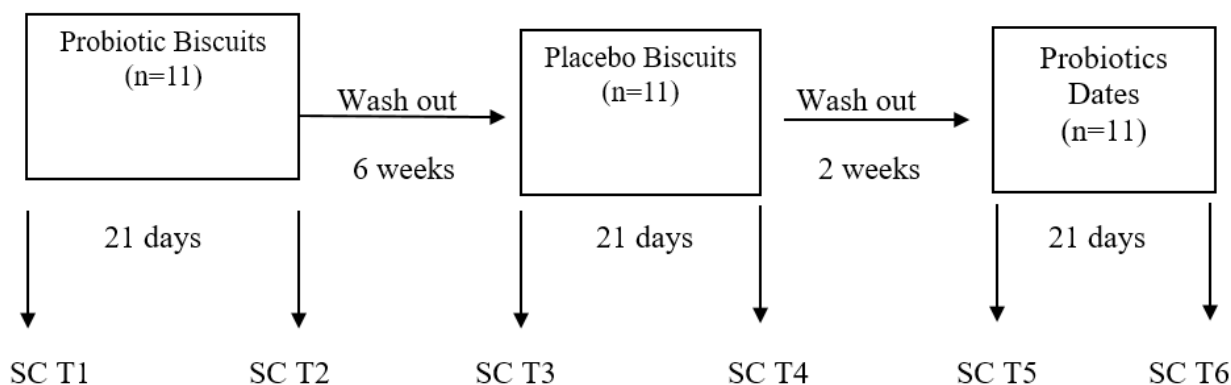 Probiotic Biscuits
(n=11)
Wash out
6 weeks
Placebo Biscuits
(n=11)
Wash out
2 weeks
Probiotics
Dates
(n=11)
21 days
21 days
21 days
SC T1
SC T2
SC T3
SC T4
SC T5
SC T6